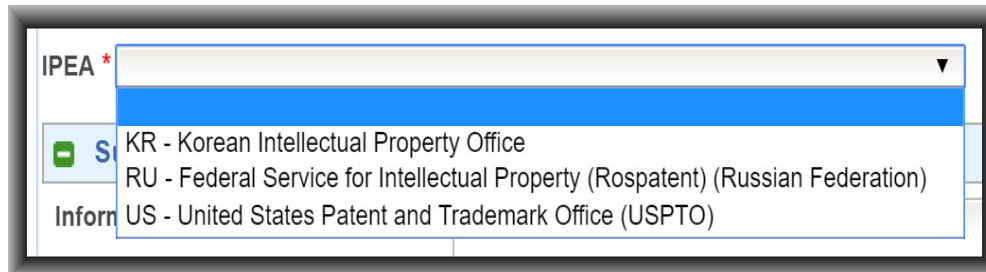 IPEA *
KR - Korean Intellectual Property Office
RU - Federal Service for Intellectual Property (Rospatent) (Russian Federation)
US - United States Patent and Trademark Office (USPTO)